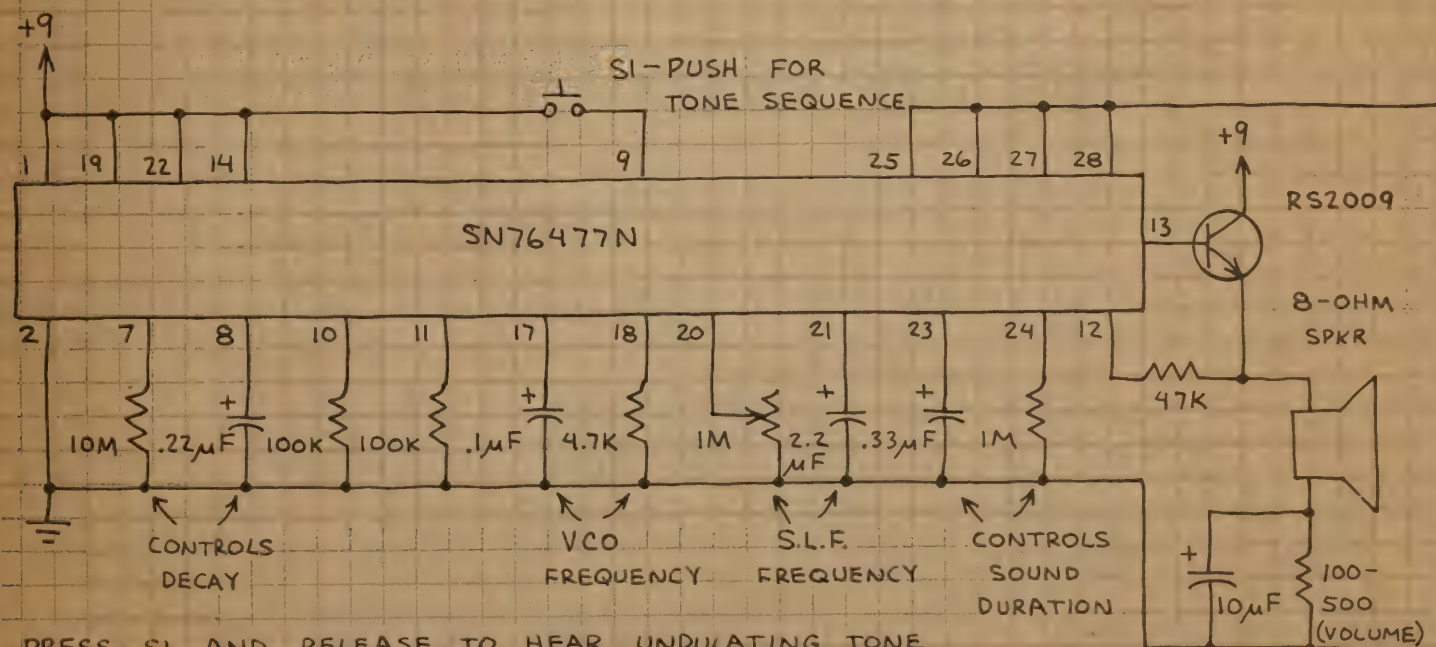 +9
S1-PUSH FOR
TONE SEQUENCE
1 19 22 14 9 25 26 27 28
+9
RS2009
SN76477N
13
8-OHM
SPKR
2 7 8 10 11 17 18 20 21 23 24 12
47K
+ + + +
10M .22µF 100K 100K .1µF 4.7K 1M 2.2 µF .33µF 1M
CONTROLS
DECAY
VCO
FREQUENCY
S.L.F.
FREQUENCY
CONTROLS
SOUND
DURATION
+
10µF
100-
500
(VOLUME)
PRESS S1 AND RELEASE TO HEAR UNDULATING TONE